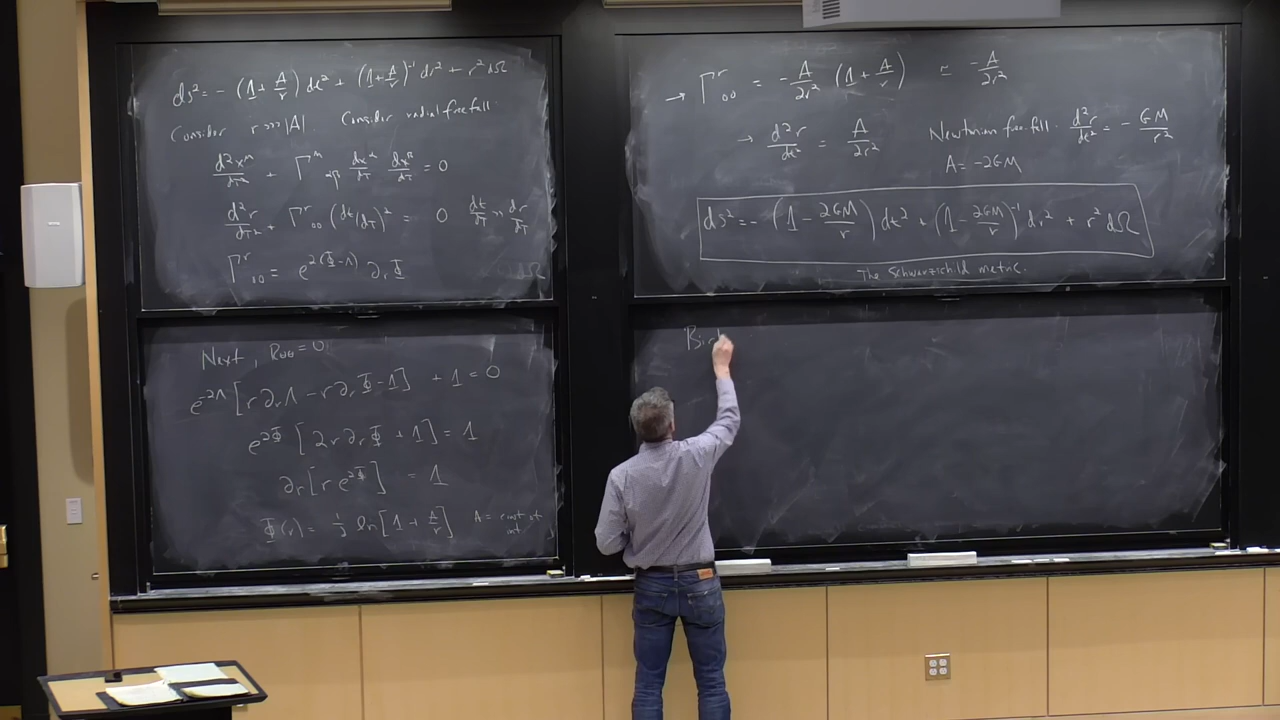 ds² = - (1 + A/r) dt² + (1 + A/r)⁻¹ dr² + r² dΩ
Consider r >>> |A|. Consider radial free fall.
d²x^μ/dτ² + Γ^μ_αβ dx^α/dτ dx^β/dτ = 0
d²r/dτ² + Γ^r_00 (dt/dτ)² = 0 dt/dτ >> dr/dτ
Γ^r_00 = e^{2(Φ-Λ)} ∂_r Φ
Next, R_θθ = 0:
e^{-2Λ} [r ∂_r Λ - r ∂_r Φ - 1] + 1 = 0
e^{2Φ} [2r ∂_r Φ + 1] = 1
∂_r [r e^{2Φ}] = 1
Φ(r) = 1/2 ln [1 + A/r] A = const of int
→ Γ^r_00 = - A/2r² (1 + A/r) ≃ -A/2r²
→ d²r/dt² = A/2r² Newtonian free-fall d²r/dt² = - GM/r²
A = -2GM
ds² = - (1 - 2GM/r) dt² + (1 - 2GM/r)⁻¹ dr² + r² dΩ
The Schwarzschild metric.
Birk